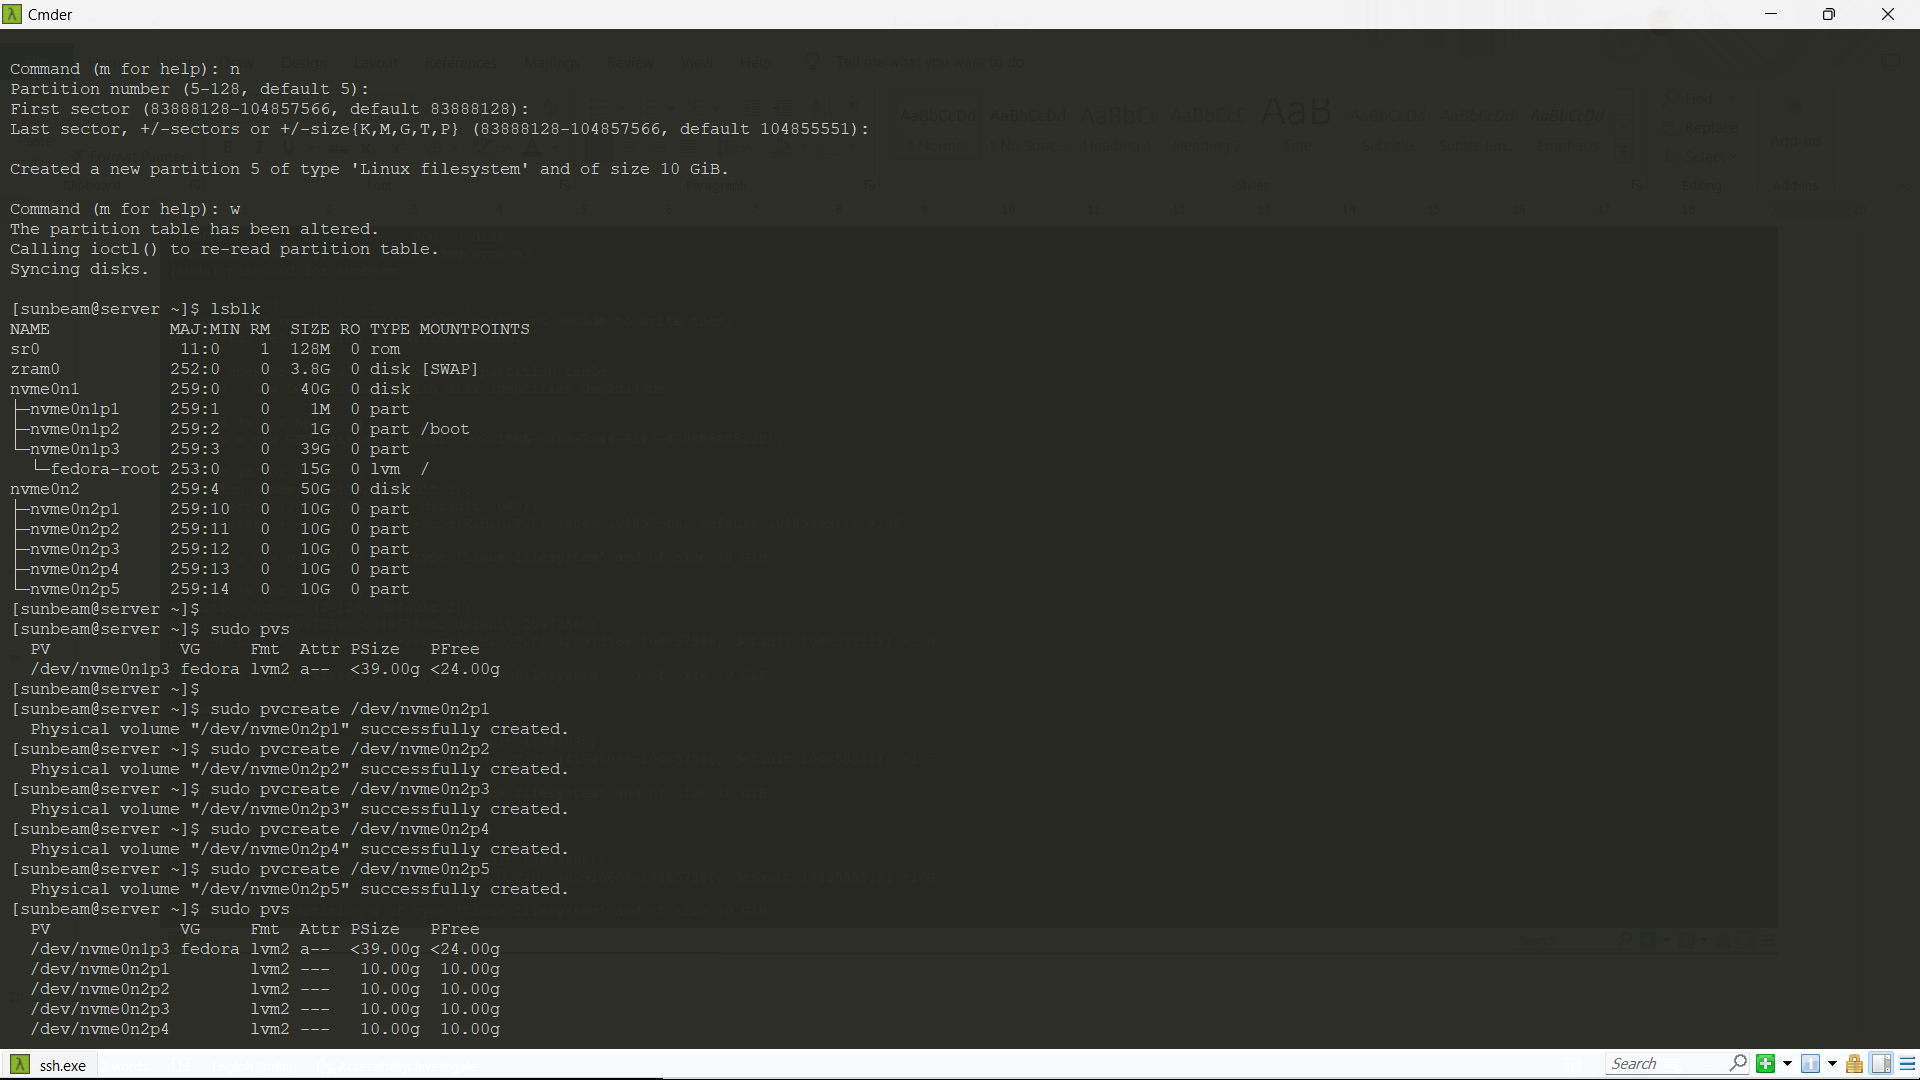 Cmder
Command (m for help): n
Partition number (5-128, default 5):
First sector (83888128-104857566, default 83888128):
Last sector, +/-sectors or +/-size{K,M,G,T,P} (83888128-104857566, default 104855551):
Created a new partition 5 of type 'Linux filesystem' and of size 10 GiB.
Command (m for help): w
The partition table has been altered.
Calling ioctl() to re-read partition table.
Syncing disks.
[sunbeam@server ~]$ lsblk
NAME MAJ:MIN RM SIZE RO TYPE MOUNTPOINTS
sr0 11:0 1 128M 0 rom
zram0 252:0 0 3.8G 0 disk [SWAP]
nvme0n1 259:0 0 40G 0 disk
├─nvme0n1p1 259:1 0 1M 0 part
├─nvme0n1p2 259:2 0 1G 0 part /boot
└─nvme0n1p3 259:3 0 39G 0 part
└─fedora-root 253:0 0 15G 0 lvm /
nvme0n2 259:4 0 50G 0 disk
├─nvme0n2p1 259:10 0 10G 0 part
├─nvme0n2p2 259:11 0 10G 0 part
├─nvme0n2p3 259:12 0 10G 0 part
├─nvme0n2p4 259:13 0 10G 0 part
└─nvme0n2p5 259:14 0 10G 0 part
[sunbeam@server ~]$
[sunbeam@server ~]$ sudo pvs
PV VG Fmt Attr PSize PFree
/dev/nvme0n1p3 fedora lvm2 a-- <39.00g <24.00g
[sunbeam@server ~]$
[sunbeam@server ~]$ sudo pvcreate /dev/nvme0n2p1
Physical volume "/dev/nvme0n2p1" successfully created.
[sunbeam@server ~]$ sudo pvcreate /dev/nvme0n2p2
Physical volume "/dev/nvme0n2p2" successfully created.
[sunbeam@server ~]$ sudo pvcreate /dev/nvme0n2p3
Physical volume "/dev/nvme0n2p3" successfully created.
[sunbeam@server ~]$ sudo pvcreate /dev/nvme0n2p4
Physical volume "/dev/nvme0n2p4" successfully created.
[sunbeam@server ~]$ sudo pvcreate /dev/nvme0n2p5
Physical volume "/dev/nvme0n2p5" successfully created.
[sunbeam@server ~]$ sudo pvs
PV VG Fmt Attr PSize PFree
/dev/nvme0n1p3 fedora lvm2 a-- <39.00g <24.00g
/dev/nvme0n2p1 lvm2 --- 10.00g 10.00g
/dev/nvme0n2p2 lvm2 --- 10.00g 10.00g
/dev/nvme0n2p3 lvm2 --- 10.00g 10.00g
/dev/nvme0n2p4 lvm2 --- 10.00g 10.00g
ssh.exe
Search